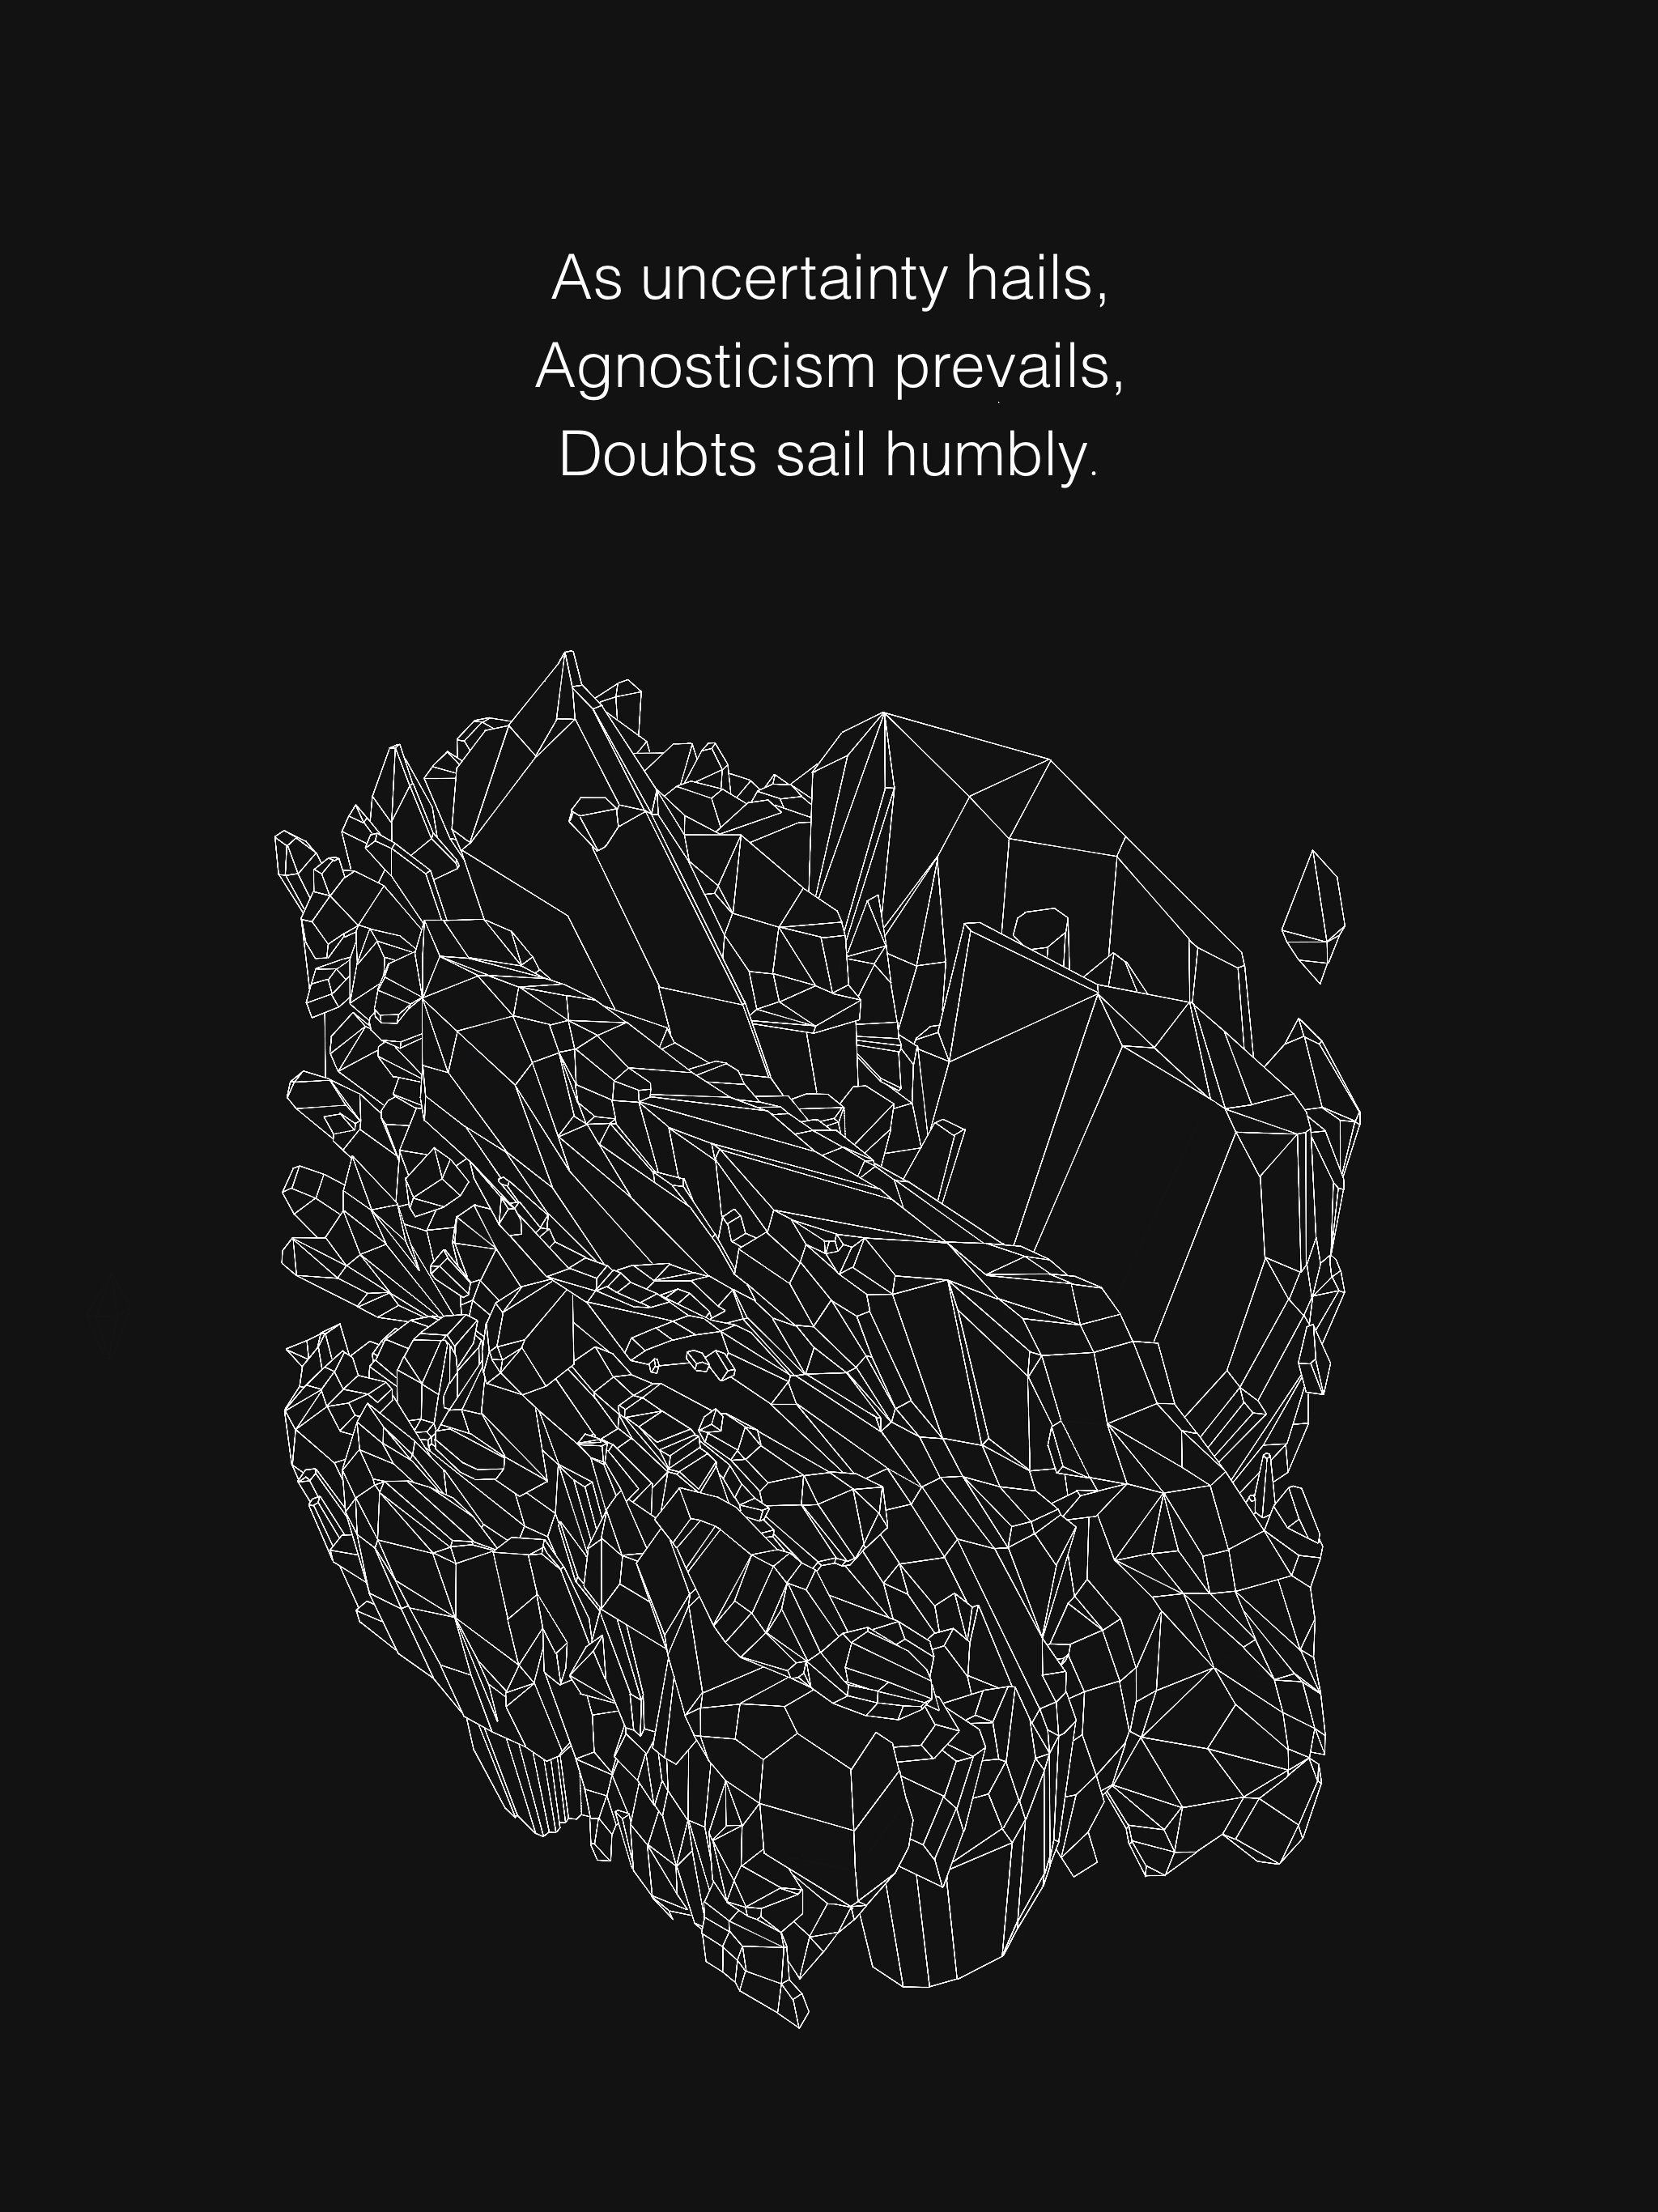 As uncertainty hails,
Agnosticism prevails,
Doubts sail humbly.